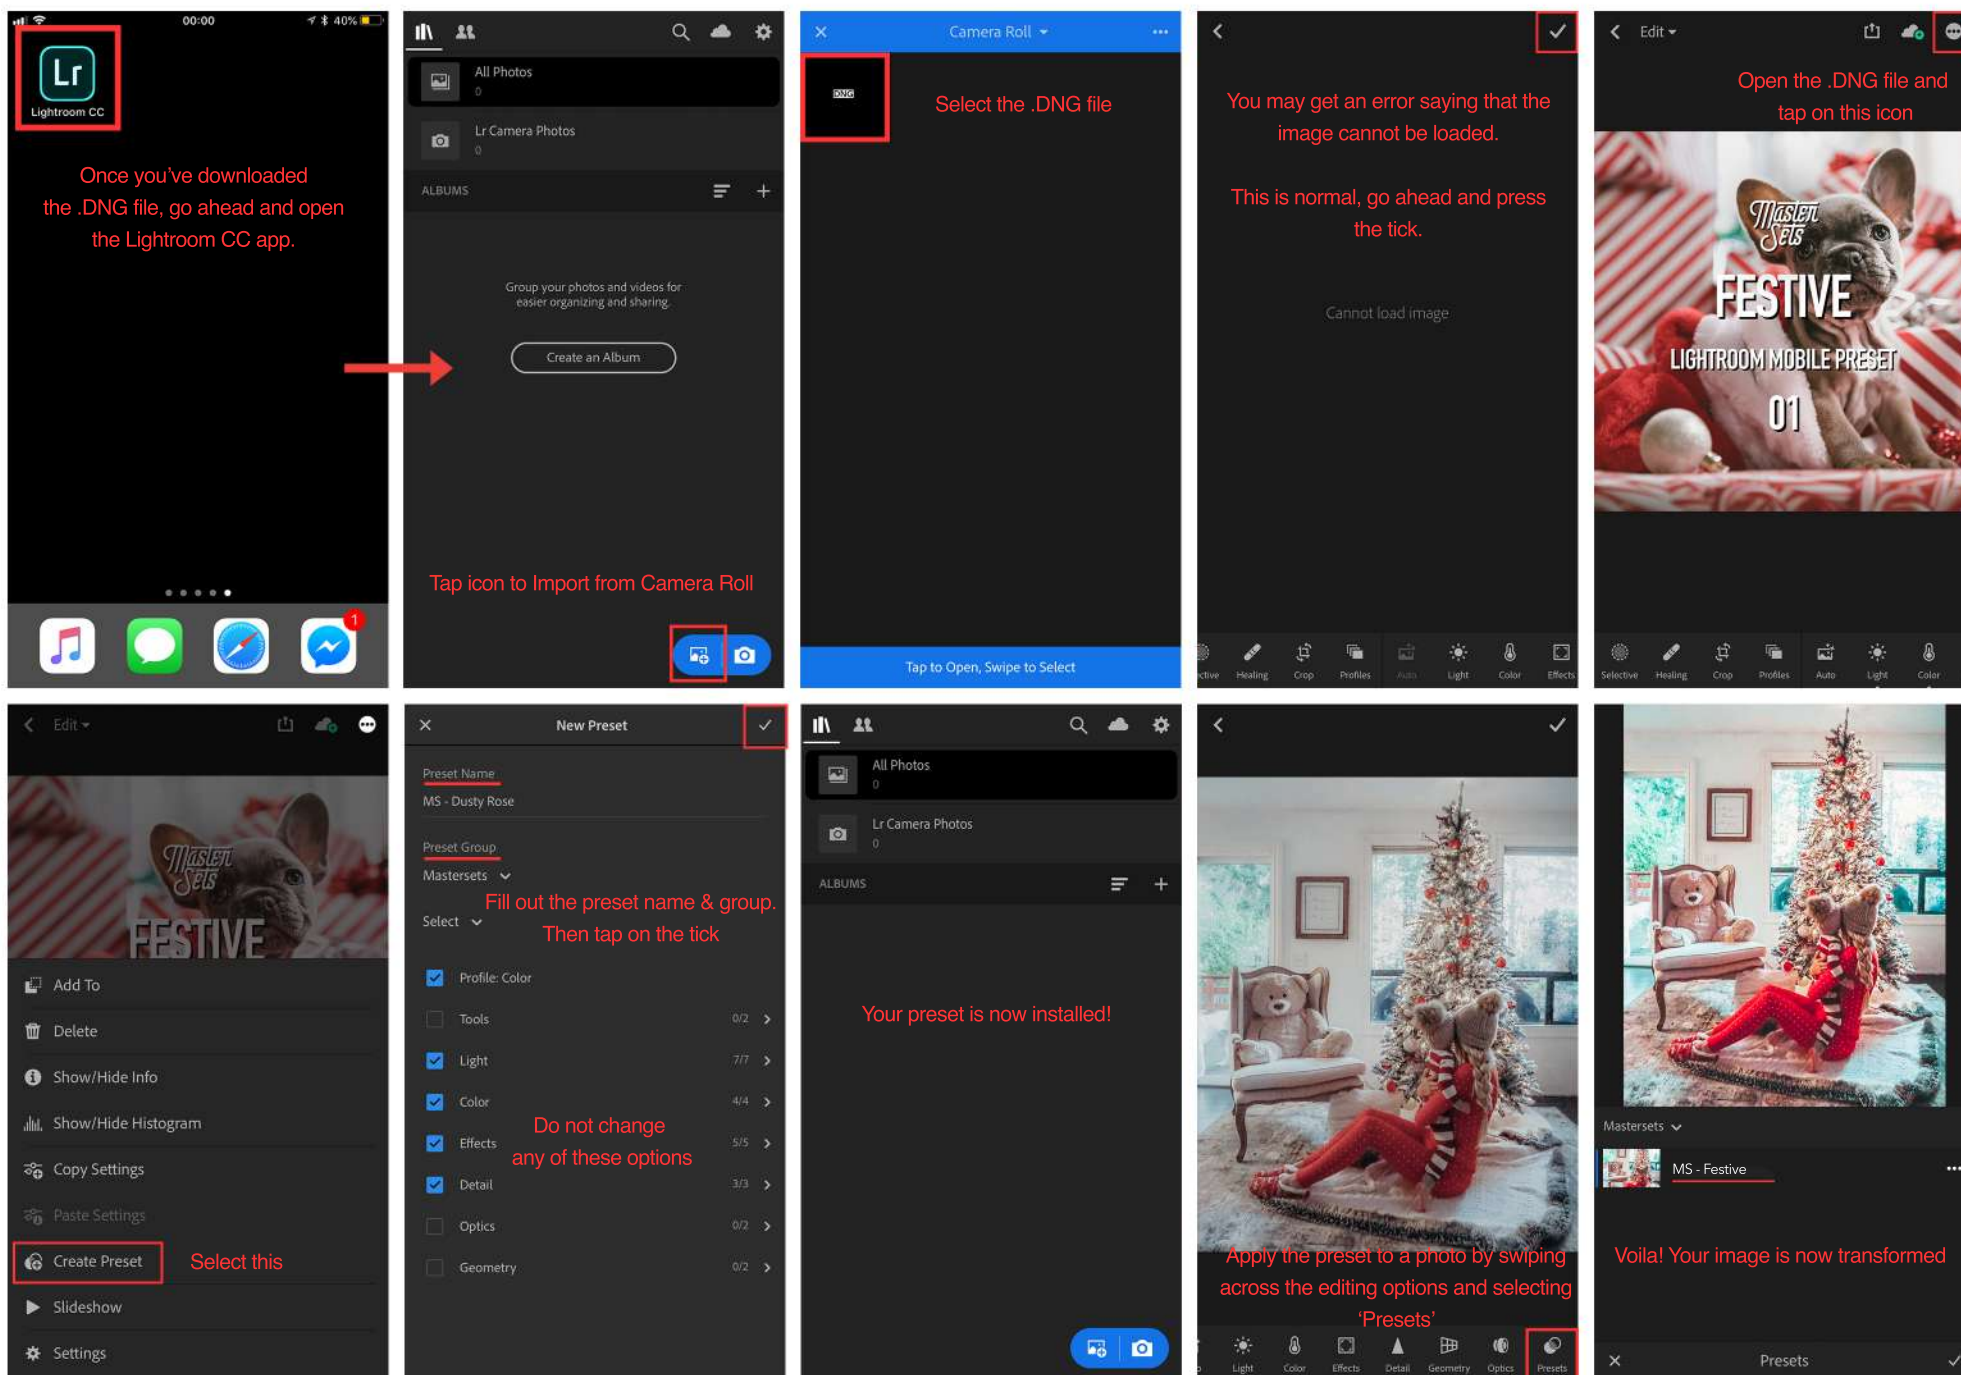 00:00
40%
Lr
Lightroom CC
Once you've downloaded
the .DNG file, go ahead and open
the Lightroom CC app.
1
All Photos
0
Lr Camera Photos
0
ALBUMS
Group your photos and videos for
easier organizing and sharing.
Create an Album
Tap icon to Import from Camera Roll
Camera Roll
DNG
Select the .DNG file
Tap to Open, Swipe to Select
You may get an error saying that the
image cannot be loaded.
This is normal, go ahead and press
the tick.
Cannot load image
ctive Healing Crop Profiles Auto Light Color Effects
Edit
Open the .DNG file and
tap on this icon
Master
Sets
FESTIVE
LIGHTROOM MOBILE PRESET
01
Selective Healing Crop Profiles Auto Light Color
Edit
Master
Sets
FESTIVE
Add To
Delete
Show/Hide Info
Show/Hide Histogram
Copy Settings
Paste Settings
Create Preset
Select this
Slideshow
Settings
New Preset
Preset Name
MS - Dusty Rose
Preset Group
Mastersets
Fill out the preset name & group.
Select
Then tap on the tick
Profile: Color
Tools 0/2
Light 7/7
Color 4/4
Do not change
Effects 5/5
any of these options
Detail 3/3
Optics 0/2
Geometry 0/2
All Photos
0
Lr Camera Photos
0
ALBUMS
Your preset is now installed!
Apply the preset to a photo by swiping
across the editing options and selecting
'Presets'
p Light Color Effects Detail Geometry Optics Presets
Mastersets
MS - Festive
Voila! Your image is now transformed
Presets